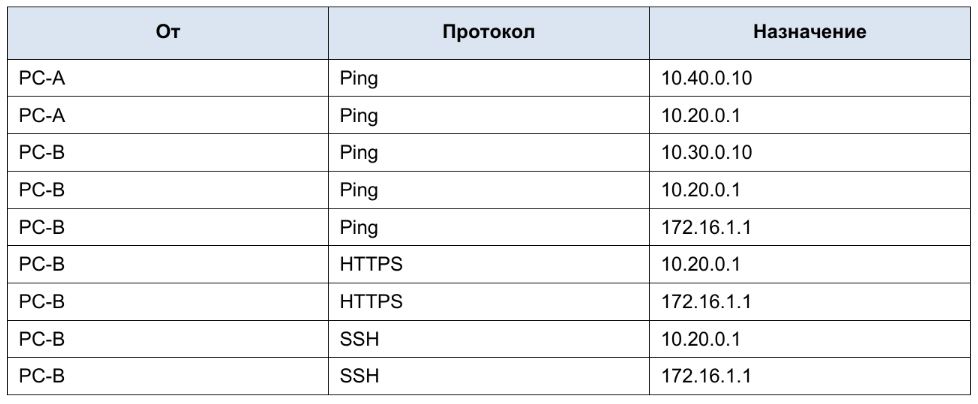 От Протокол Назначение
PC-A Ping 10.40.0.10
PC-A Ping 10.20.0.1
PC-B Ping 10.30.0.10
PC-B Ping 10.20.0.1
PC-B Ping 172.16.1.1
PC-B HTTPS 10.20.0.1
PC-B HTTPS 172.16.1.1
PC-B SSH 10.20.0.1
PC-B SSH 172.16.1.1